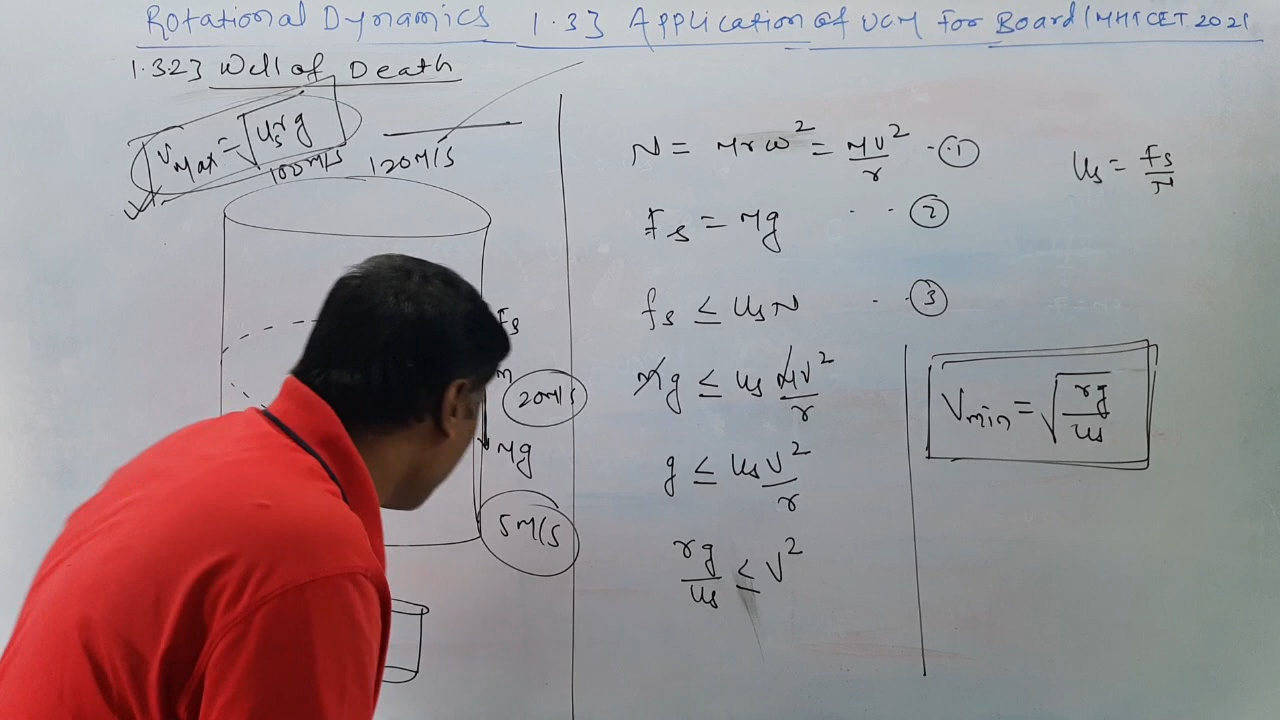 Rotational Dynamics 1.3} Application of UCM For Board/MHTCET 2021
1.3.2} Well of Death
Vmax = √μsrg
100m/s 120m/s
Fs
m
20m/s
Mg
5m/s
N = Mrω² = MV²/r -- ①
Fs = Mg -- ②
fs ≤ μsN -- ③
Mg ≤ μs MV²/r
g ≤ μs V²/r
rg/μs ≤ V²
μs = Fs/N
Vmin = √rg/μs